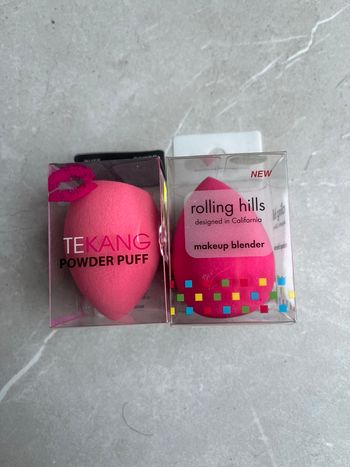 TEKANG
POWDER PUFF
NEW
rolling hills
designed in California
makeup blender